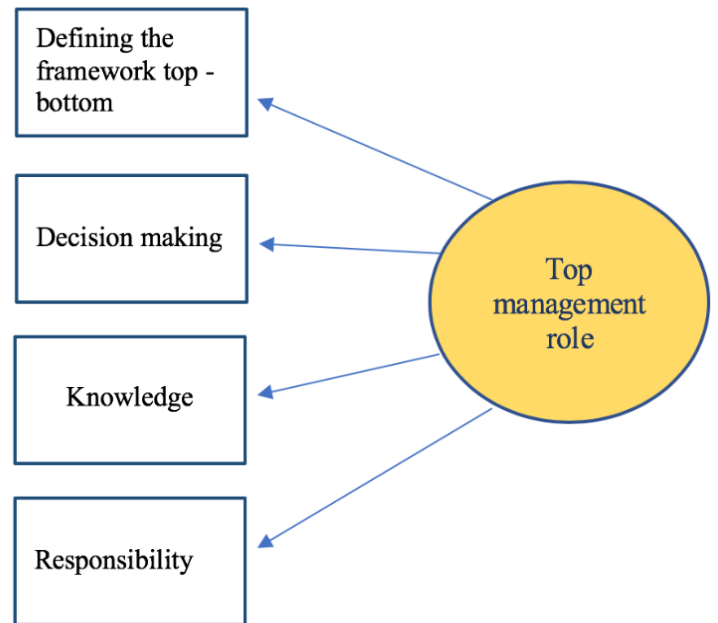 Defining the
framework top -
bottom
Decision making
Knowledge
Responsibility
Top
management
role